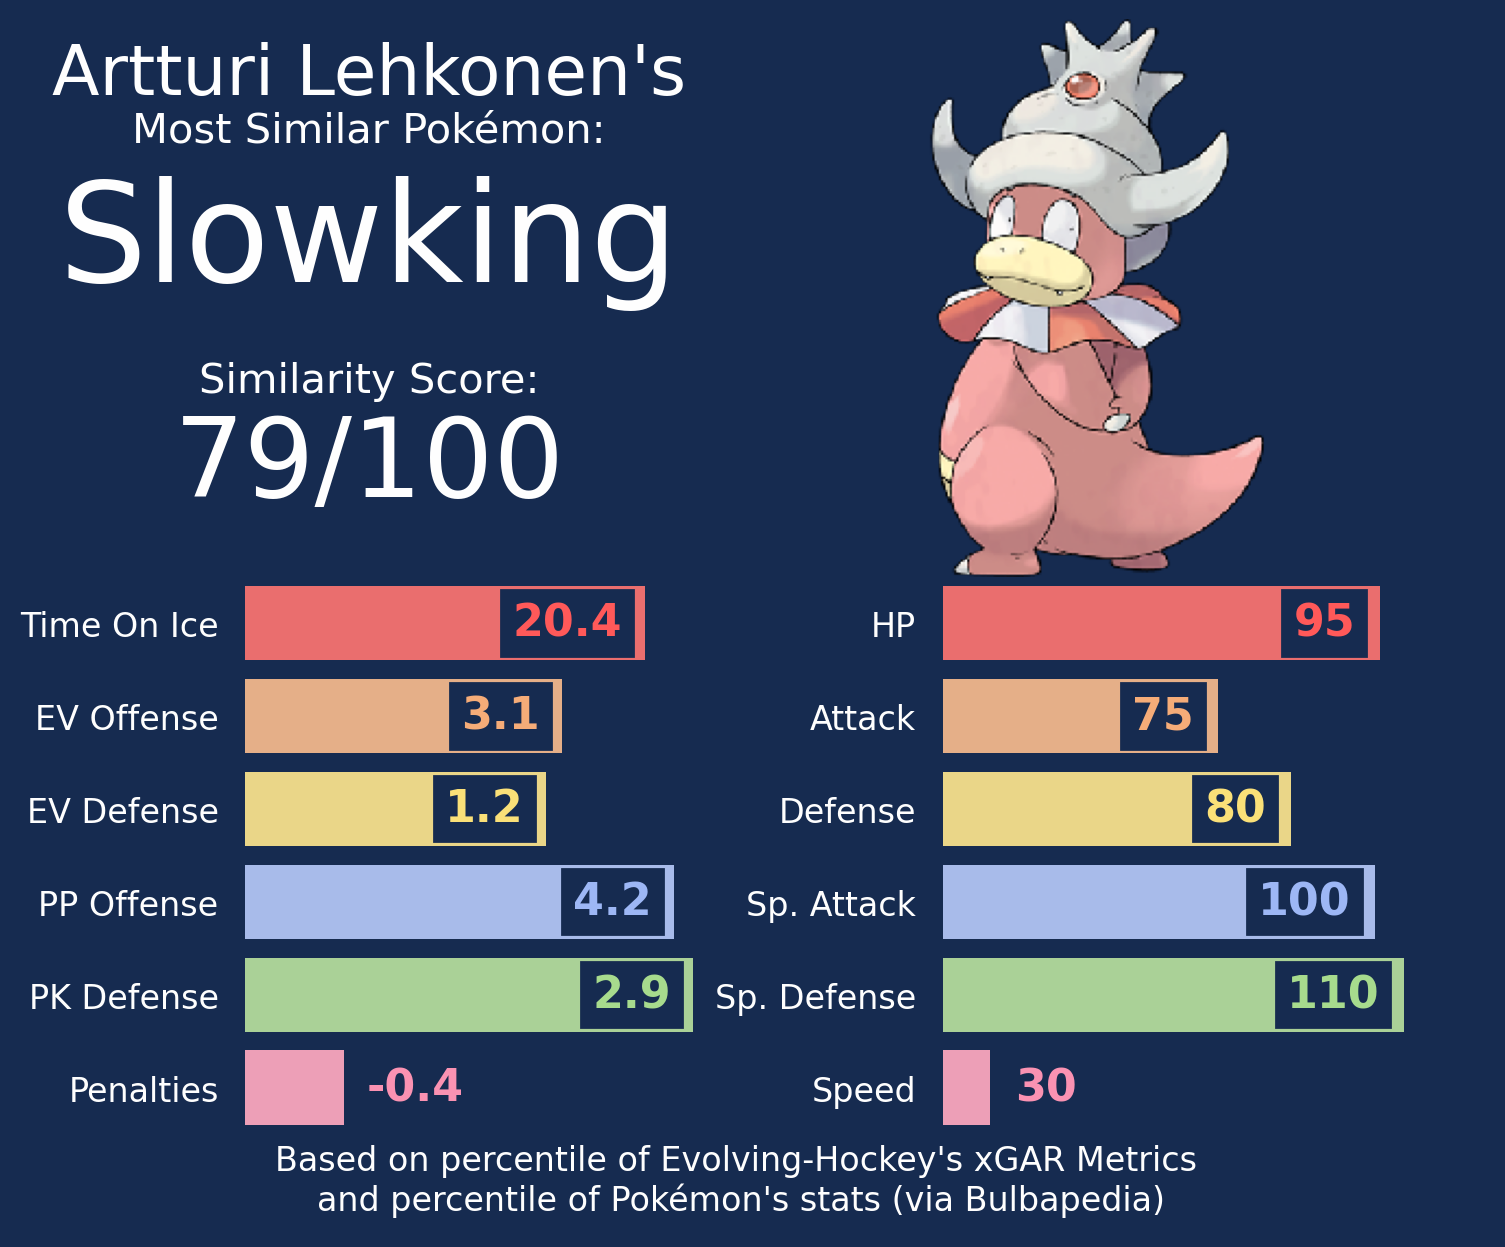 Artturi Lehkonen's
Most Similar Pokémon:
Slowking
Similarity Score:
79/100
Time On Ice 20.4
EV Offense 3.1
EV Defense 1.2
PP Offense 4.2
PK Defense 2.9
Penalties -0.4
HP 95
Attack 75
Defense 80
Sp. Attack 100
Sp. Defense 110
Speed 30
Based on percentile of Evolving-Hockey's xGAR Metrics
and percentile of Pokémon's stats (via Bulbapedia)